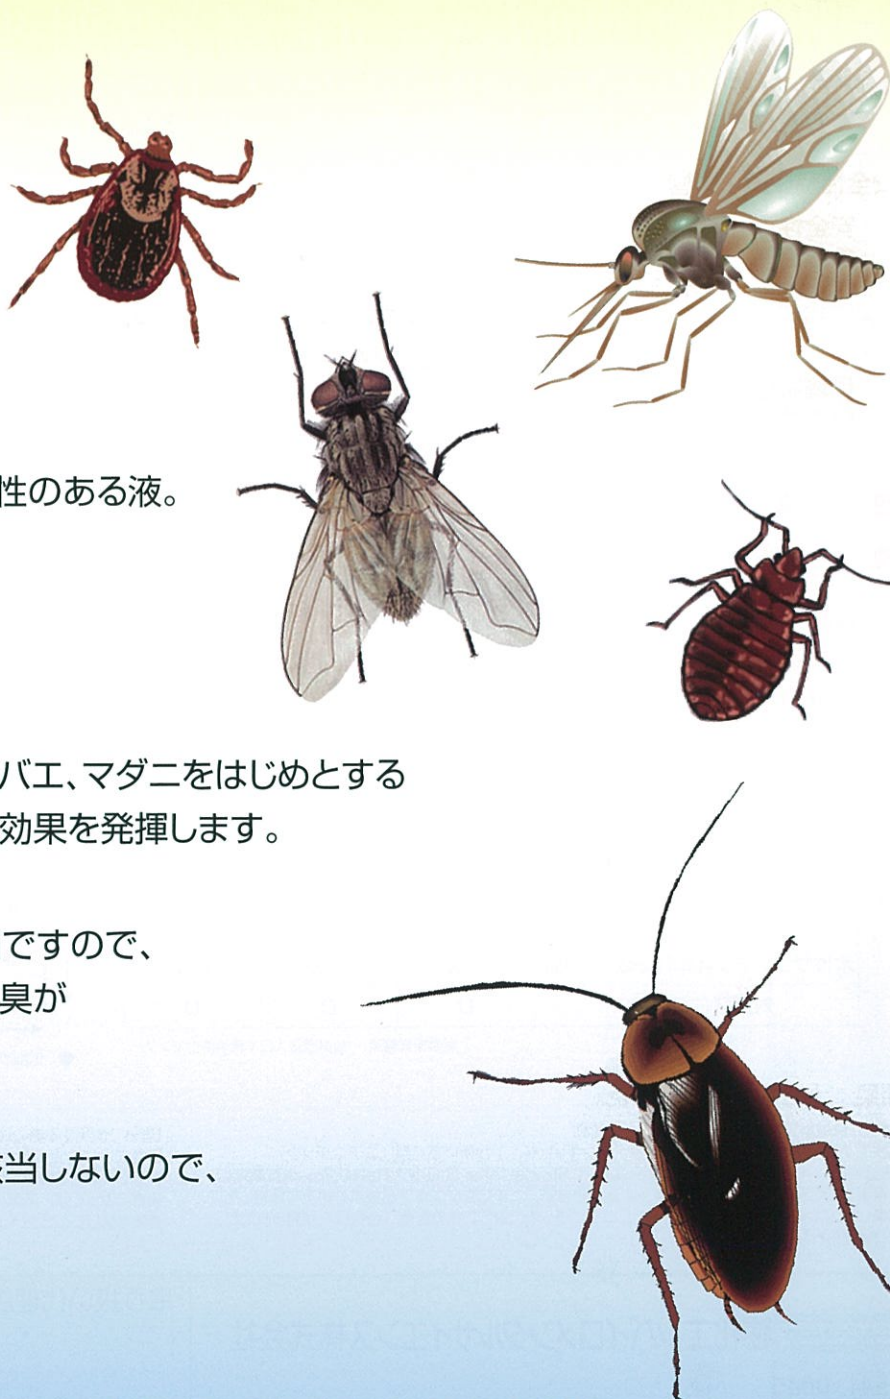 性のある液。
バエ、マダニをはじめとする
効果を発揮します。
ですので、
臭が
該当しないので、